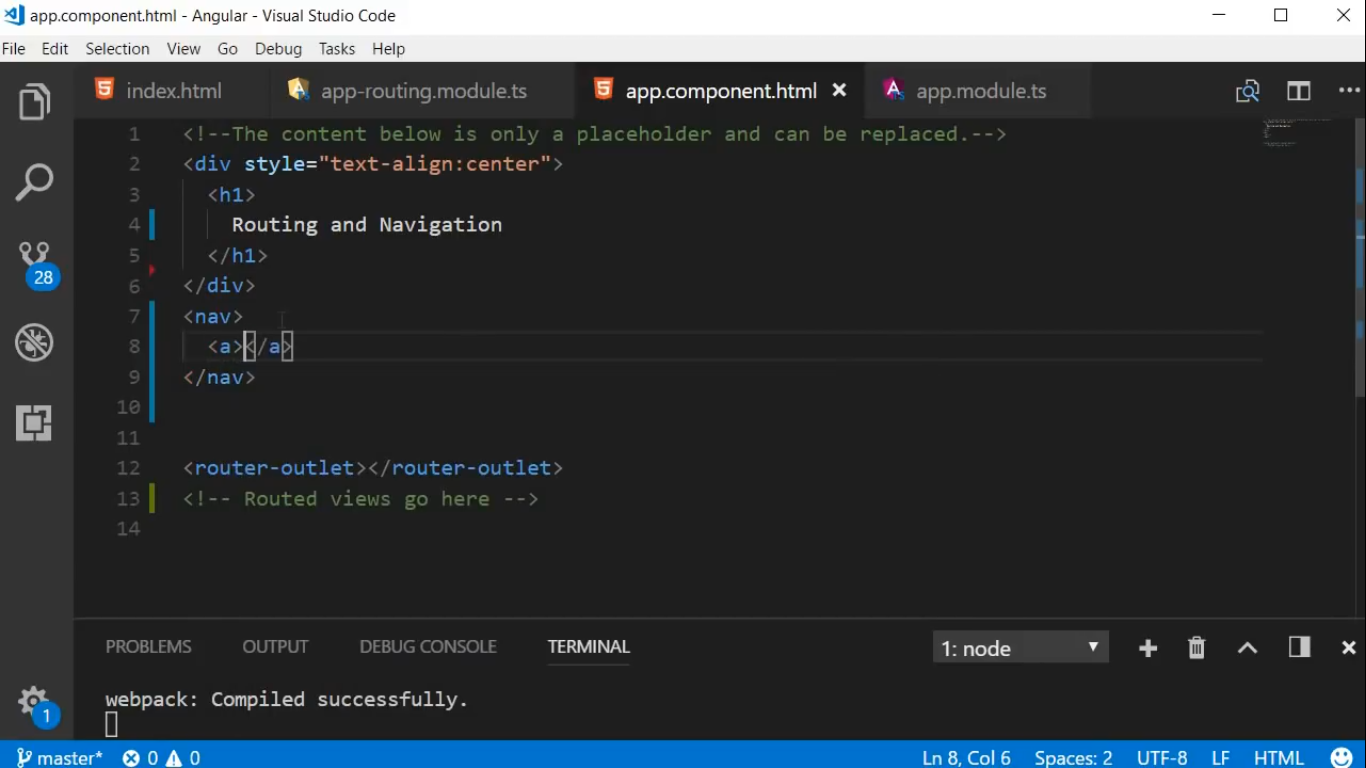 app.component.html - Angular - Visual Studio Code
File Edit Selection View Go Debug Tasks Help
index.html app-routing.module.ts app.component.html app.module.ts
1 <!--The content below is only a placeholder and can be replaced.-->
2 <div style="text-align:center">
3 <h1>
4 Routing and Navigation
5 </h1>
6 </div>
7 <nav>
8 <a></a>
9 </nav>
10
11
12 <router-outlet></router-outlet>
13 <!-- Routed views go here -->
14
28
PROBLEMS OUTPUT DEBUG CONSOLE TERMINAL 1: node
webpack: Compiled successfully.
1
master* 0 0 Ln 8, Col 6 Spaces: 2 UTF-8 LF HTML